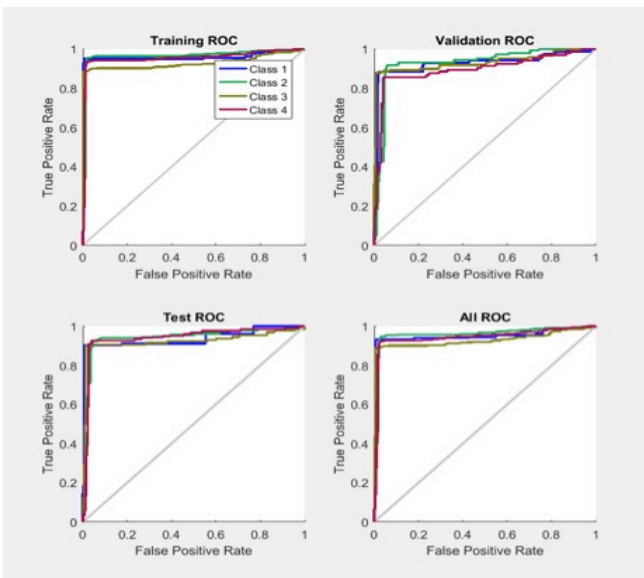 Training ROC
1
0.8
0.6
0.4
0.2
0
True Positive Rate
0 0.2 0.4 0.6 0.8 1
False Positive Rate
Class 1
Class 2
Class 3
Class 4
Validation ROC
1
0.8
0.6
0.4
0.2
0
True Positive Rate
0 0.2 0.4 0.6 0.8 1
False Positive Rate
Test ROC
1
0.8
0.6
0.4
0.2
0
True Positive Rate
0 0.2 0.4 0.6 0.8 1
False Positive Rate
All ROC
1
0.8
0.6
0.4
0.2
0
True Positive Rate
0 0.2 0.4 0.6 0.8 1
False Positive Rate